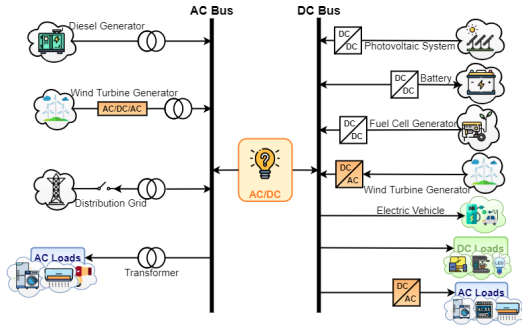 AC Bus
DC Bus
Diesel Generator
DC
DC
Photovoltaic System
Wind Turbine Generator
AC/DC/AC
DC
DC
Battery
DC
DC
Fuel Cell Generator
?
AC/DC
DC
AC
Wind Turbine Generator
Distribution Grid
Electric Vehicle
AC Loads
Transformer
DC Loads
LED
DC
AC
AC Loads